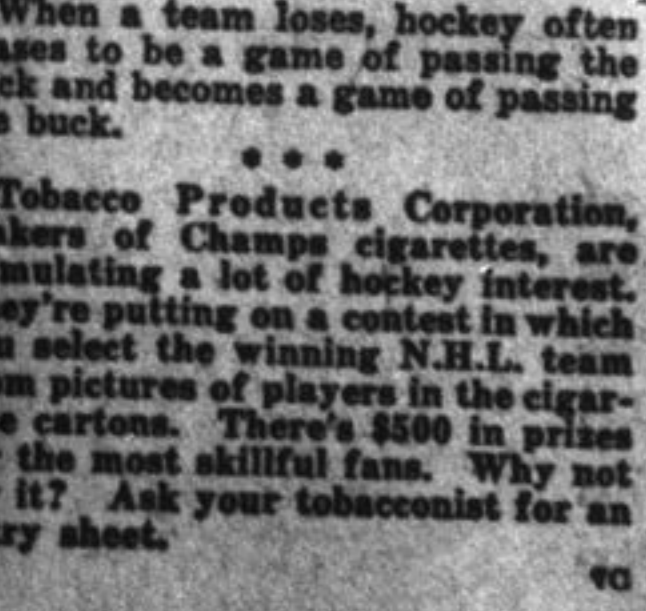 When a team loses, hockey often
ases to be a game of passing the
ck and becomes a game of passing
e buck.
* * *
Tobacco Products Corporation,
akers of Champs cigarettes, are
mulating a lot of hockey interest.
ey're putting on a contest in which
u select the winning N.H.L. team
om pictures of players in the cigar-
e cartons. There's $500 in prizes
the most skillful fans. Why not
it? Ask your tobacconist for an
ry sheet.